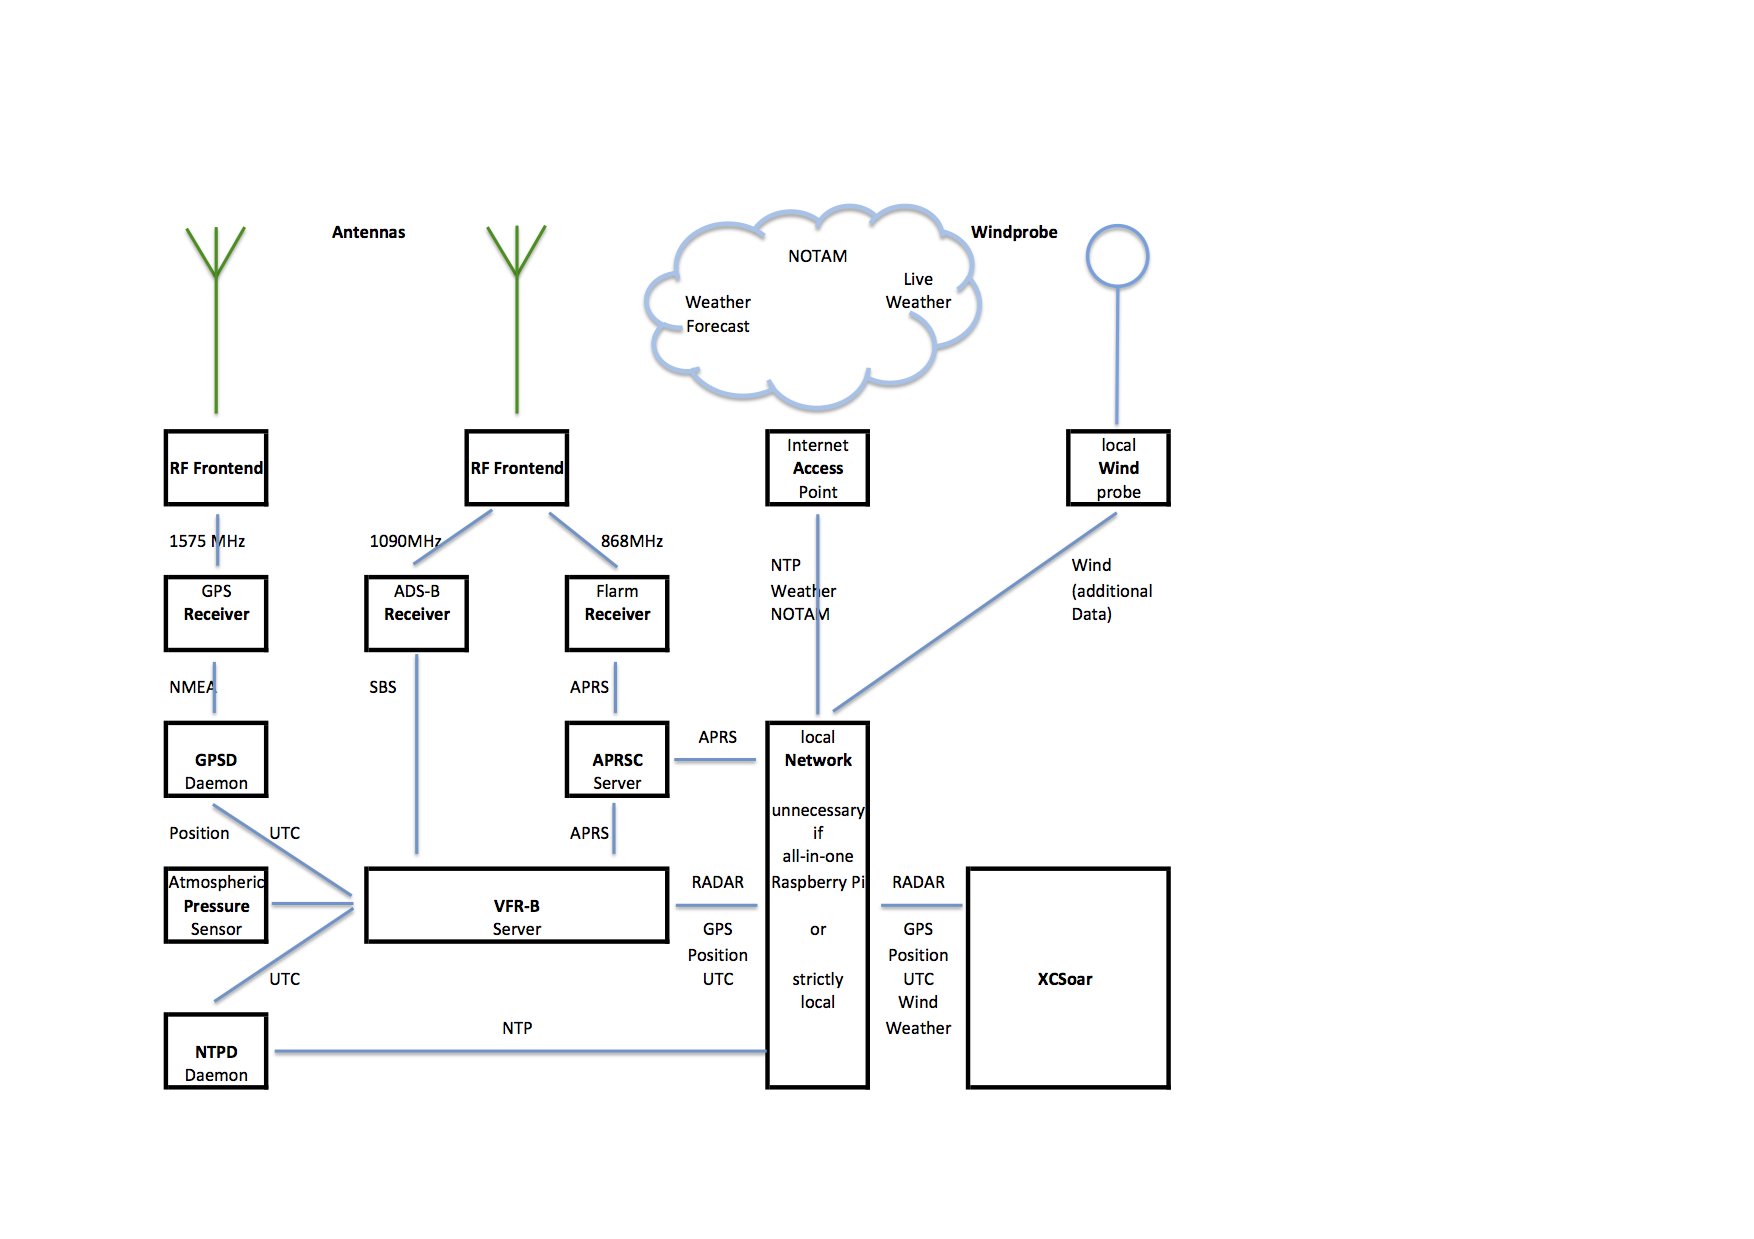 Antennas
Windprobe
NOTAM
Live
Weather
Weather
Forecast
RF Frontend
RF Frontend
Internet
Access
Point
local
Wind
probe
1575 MHz
1090MHz
868MHz
NTP
Weather
NOTAM
Wind
(additional
Data)
GPS
Receiver
ADS-B
Receiver
Flarm
Receiver
NMEA
SBS
APRS
GPSD
Daemon
APRSC
Server
APRS
local
Network
unnecessary
if
all-in-one
Raspberry Pi
or
strictly
local
Position
UTC
APRS
Atmospheric
Pressure
Sensor
VFR-B
Server
RADAR
GPS
Position
UTC
RADAR
GPS
Position
UTC
Wind
Weather
XCSoar
UTC
NTP
NTPD
Daemon